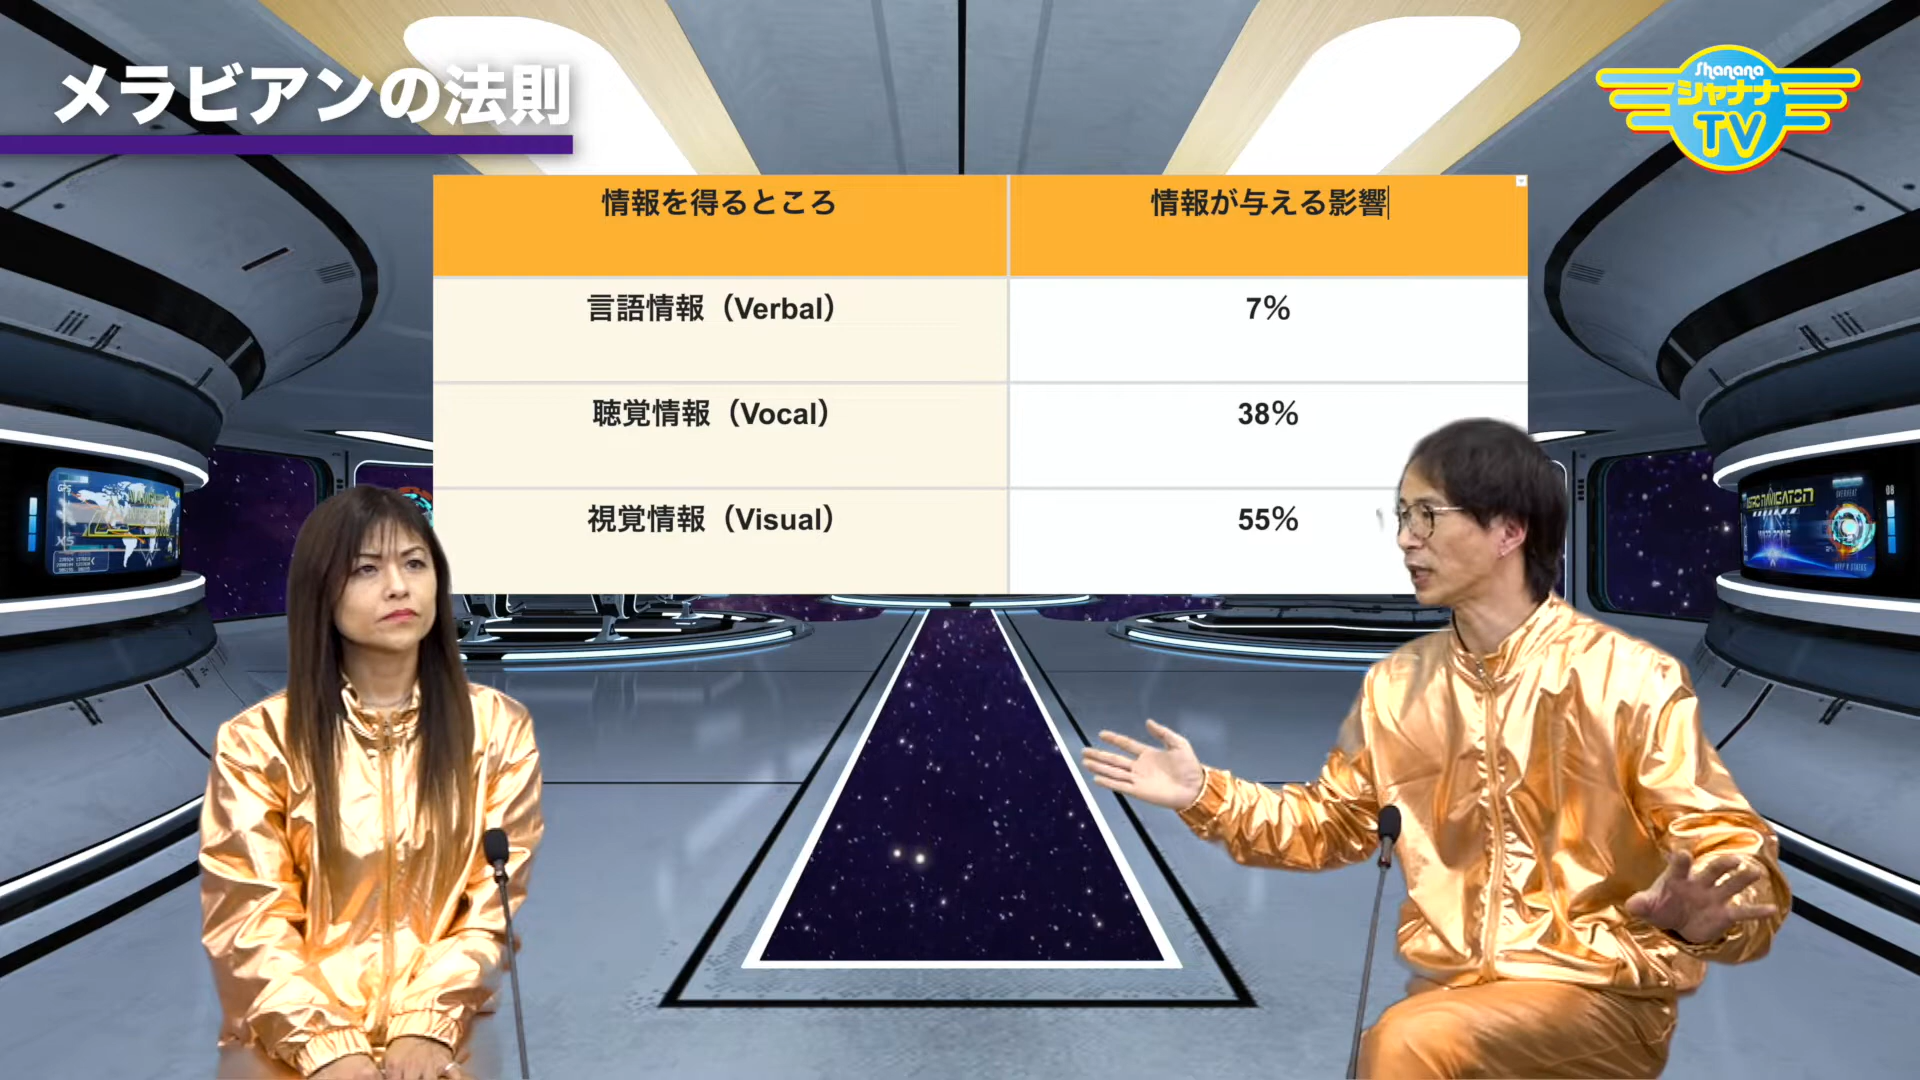 メラビアンの法則
Shanana
シャナナ
TV
情報を得るところ
情報が与える影響
言語情報（Verbal）
7%
聴覚情報（Vocal）
38%
視覚情報（Visual）
55%
GPS